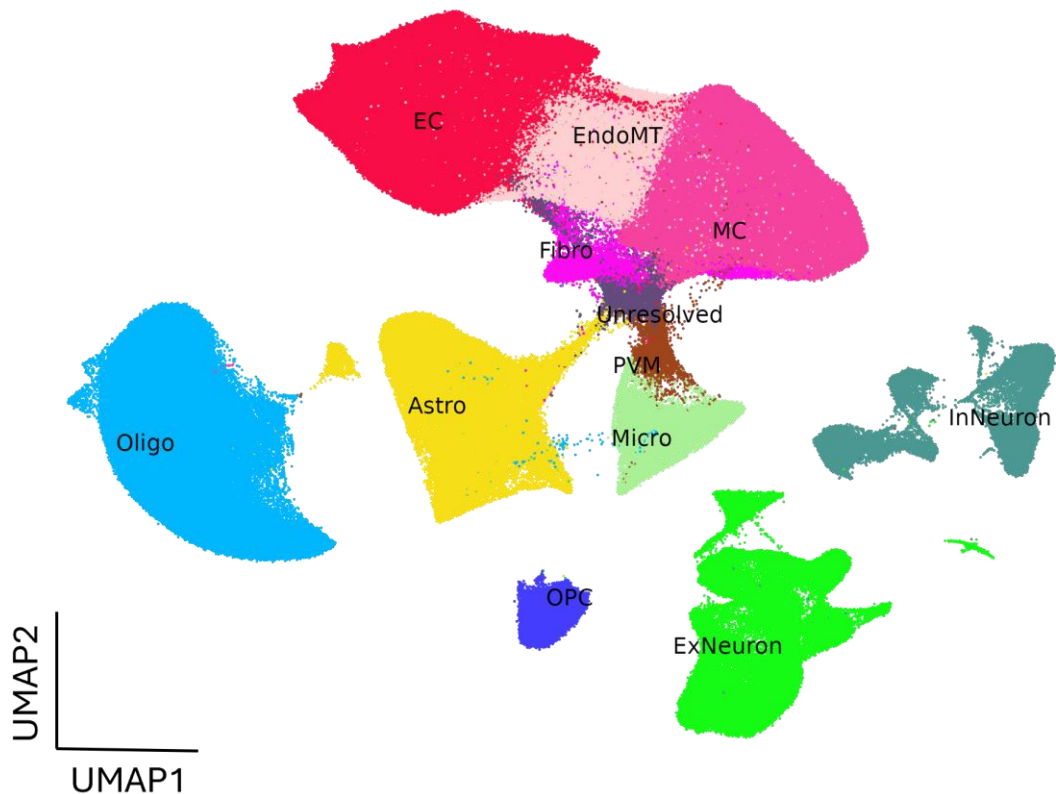 EC
EndoMT
MC
Fibro
Unresolved
PVM
Astro
Micro
InNeuron
Oligo
OPC
ExNeuron
UMAP2
UMAP1